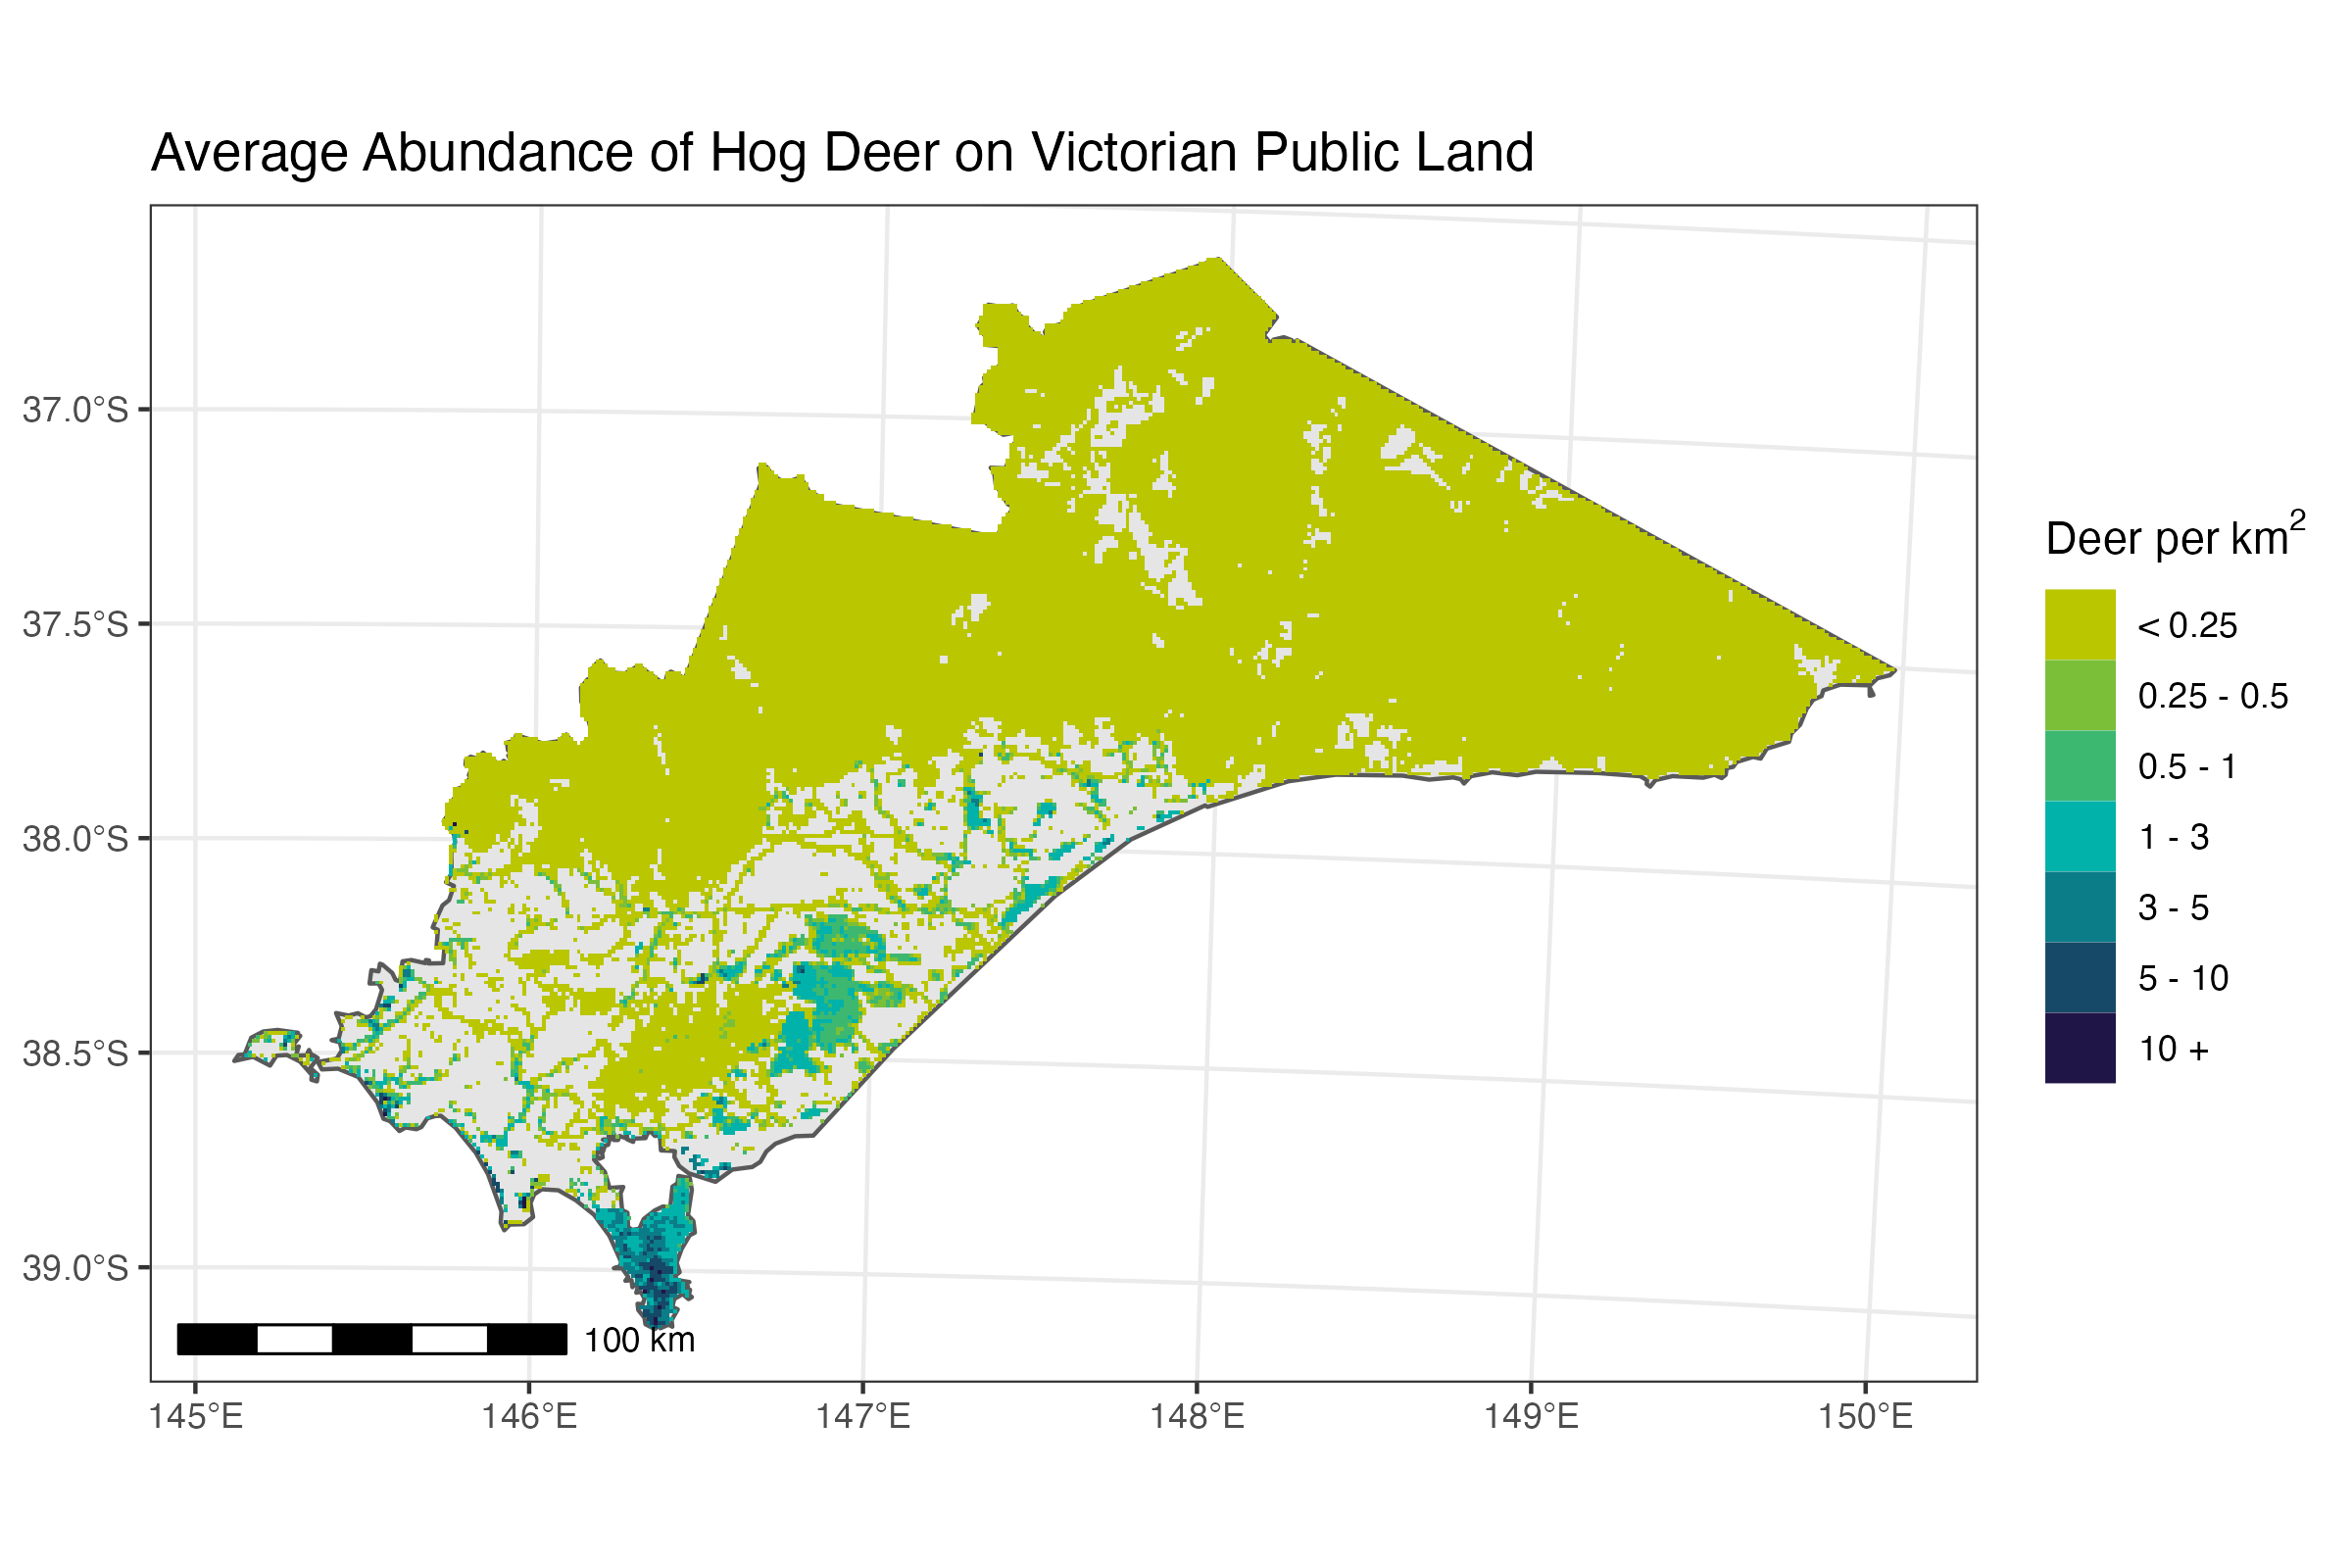 Average Abundance of Hog Deer on Victorian Public Land
37.0°S
37.5°S
38.0°S
38.5°S
39.0°S
100 km
145°E 146°E 147°E 148°E 149°E 150°E
Deer per km²
< 0.25
0.25 - 0.5
0.5 - 1
1 - 3
3 - 5
5 - 10
10 +